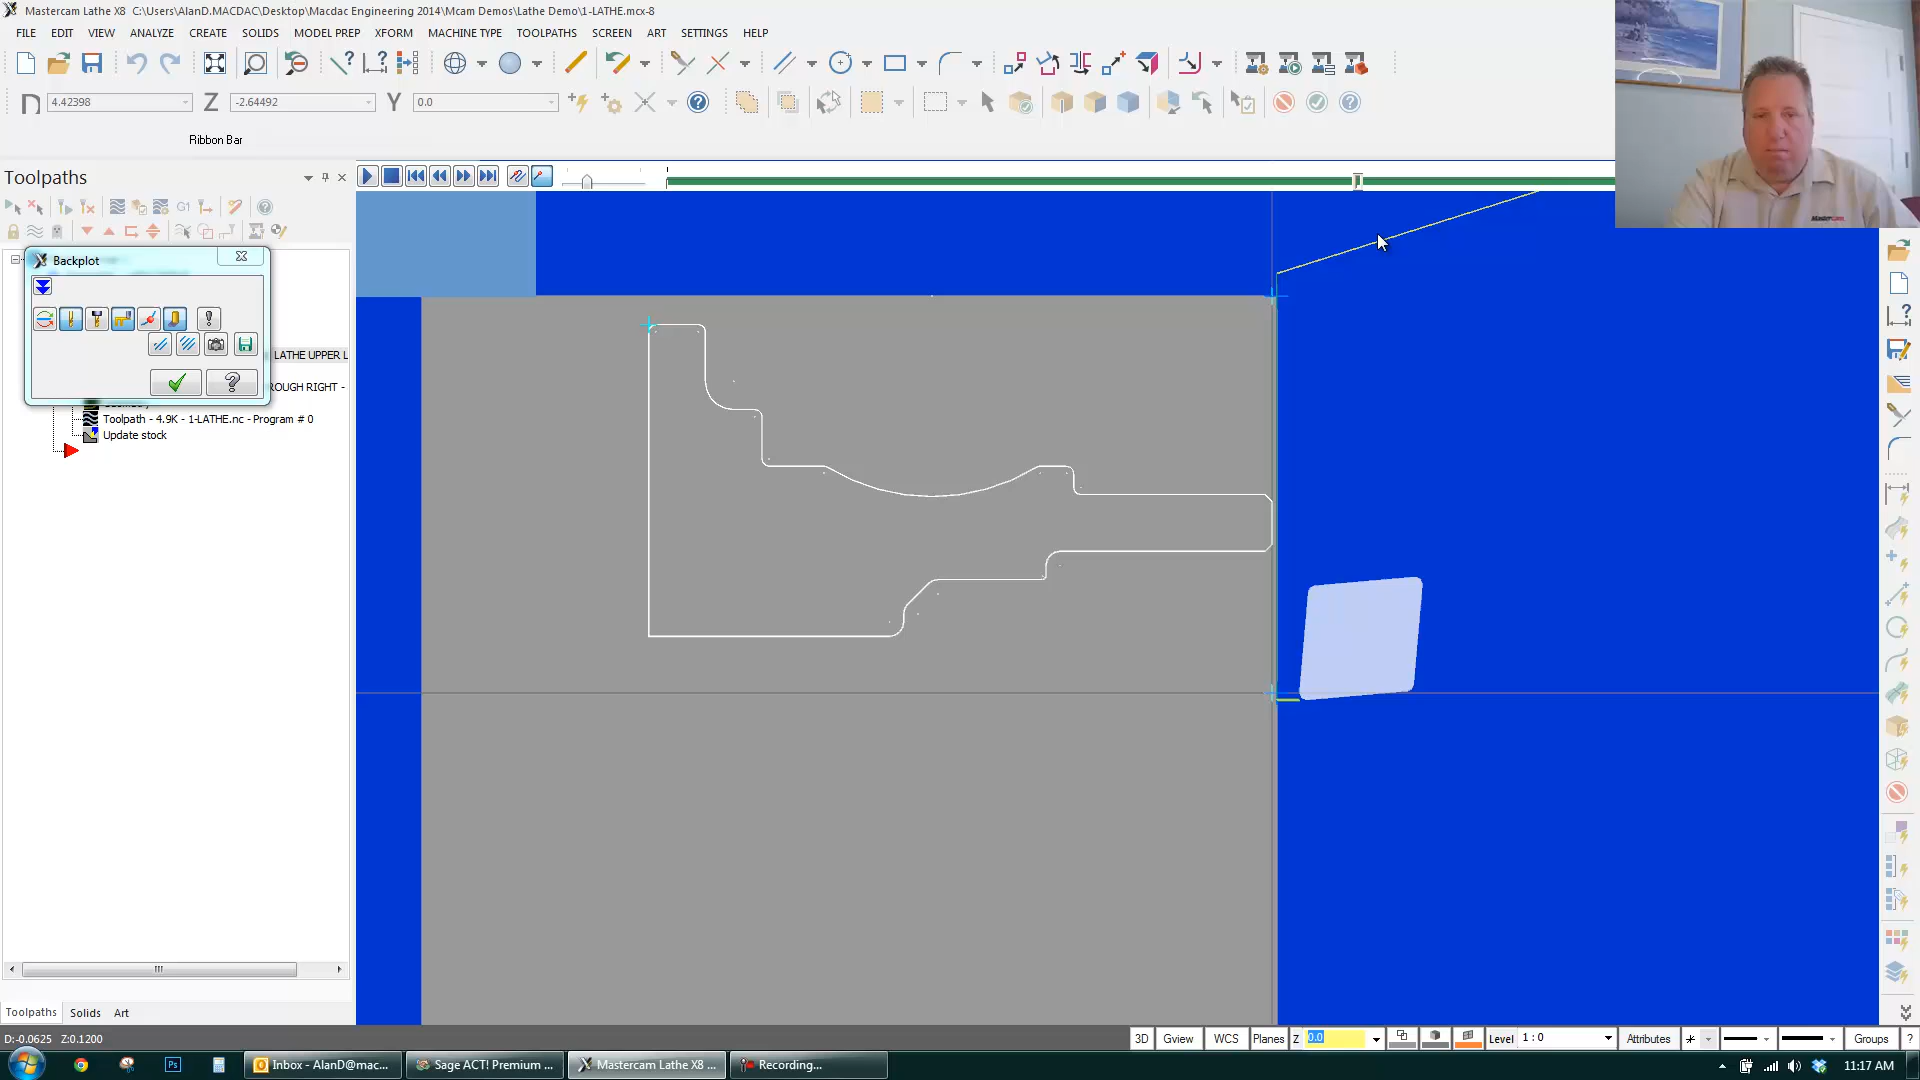 Mastercam Lathe X8  C:\Users\AlanD.MACDAC\Desktop\Macdac Engineering 2014\Mcam Demos\Lathe Demo\1-LATHE.mcx-8
FILE EDIT VIEW ANALYZE CREATE SOLIDS MODEL PREP XFORM MACHINE TYPE TOOLPATHS SCREEN ART SETTINGS HELP
D 4.42398 Z -2.64492 Y 0.0
Ribbon Bar
Toolpaths
G1
Backplot
LATHE UPPER L
ROUGH RIGHT -
Toolpath - 4.9K - 1-LATHE.nc - Program # 0
Update stock
Toolpaths Solids Art
D:-0.0625 Z:0.1200
3D Gview WCS Planes Z 0.0 Level 1 : 0 Attributes Groups ?
Inbox - AlanD@mac... Sage ACT! Premium ... Mastercam Lathe X8 ... Recording... 11:17 AM